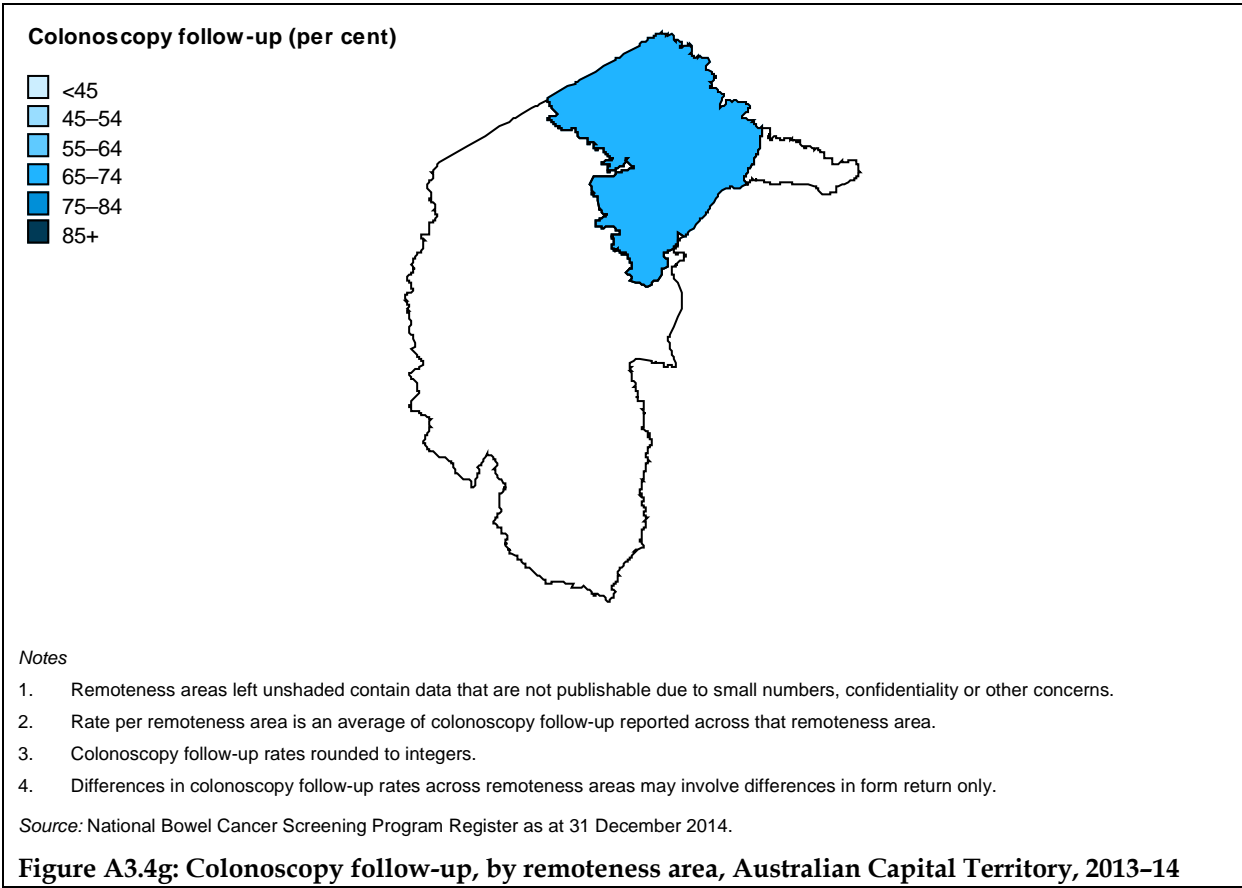 Colonoscopy follow-up (per cent)
<45
45–54
55–64
65–74
75–84
85+
Notes
1. Remoteness areas left unshaded contain data that are not publishable due to small numbers, confidentiality or other concerns.
2. Rate per remoteness area is an average of colonoscopy follow-up reported across that remoteness area.
3. Colonoscopy follow-up rates rounded to integers.
4. Differences in colonoscopy follow-up rates across remoteness areas may involve differences in form return only.
Source: National Bowel Cancer Screening Program Register as at 31 December 2014.
Figure A3.4g: Colonoscopy follow-up, by remoteness area, Australian Capital Territory, 2013–14